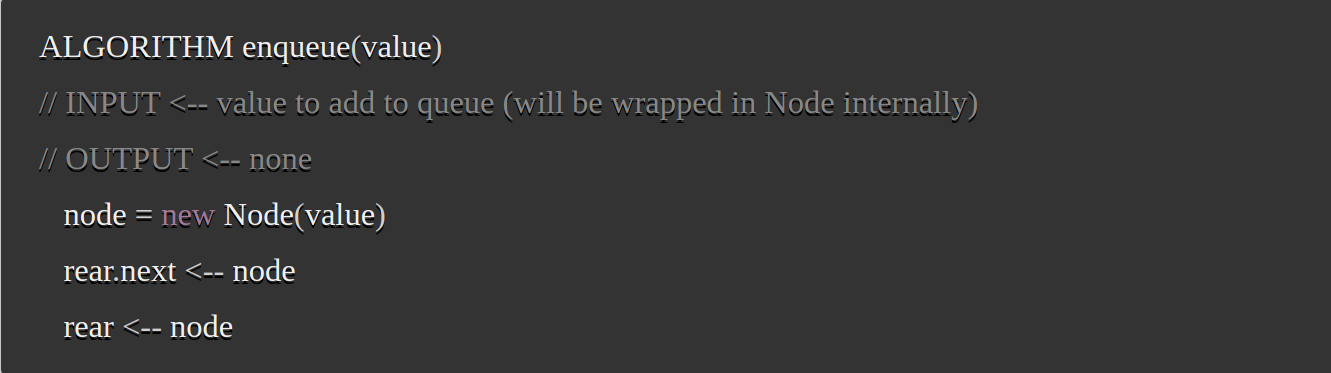 ALGORITHM enqueue(value)
// INPUT <-- value to add to queue (will be wrapped in Node internally)
// OUTPUT <-- none
node = new Node(value)
rear.next <-- node
rear <-- node